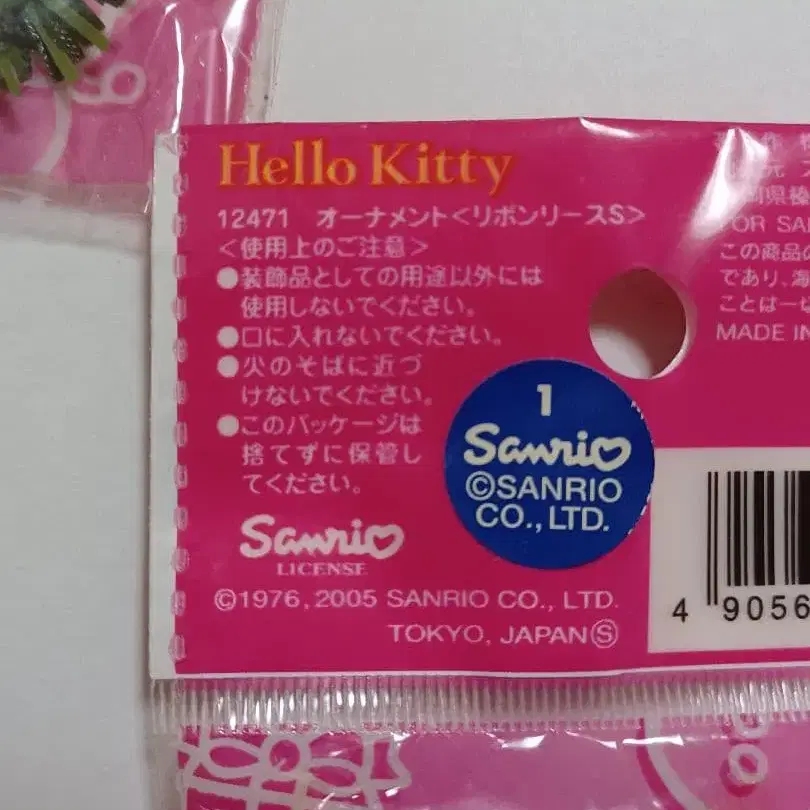 Hello Kitty
12471 オーナメント<リボンリースS>
<使用上のご注意>
●装飾品としての用途以外には
使用しないでください。
●口に入れないでください。
●火のそばに近づ
けないでください。
●このパッケージは
捨てずに保管し
てください。
Sanrio
LICENSE
©1976, 2005 SANRIO CO., LTD.
TOKYO, JAPANⓈ
1
Sanrio
©SANRIO
CO., LTD.
作
元
県
FOR
この商品の
であり、海
ことは一切
MADE IN
4 9056